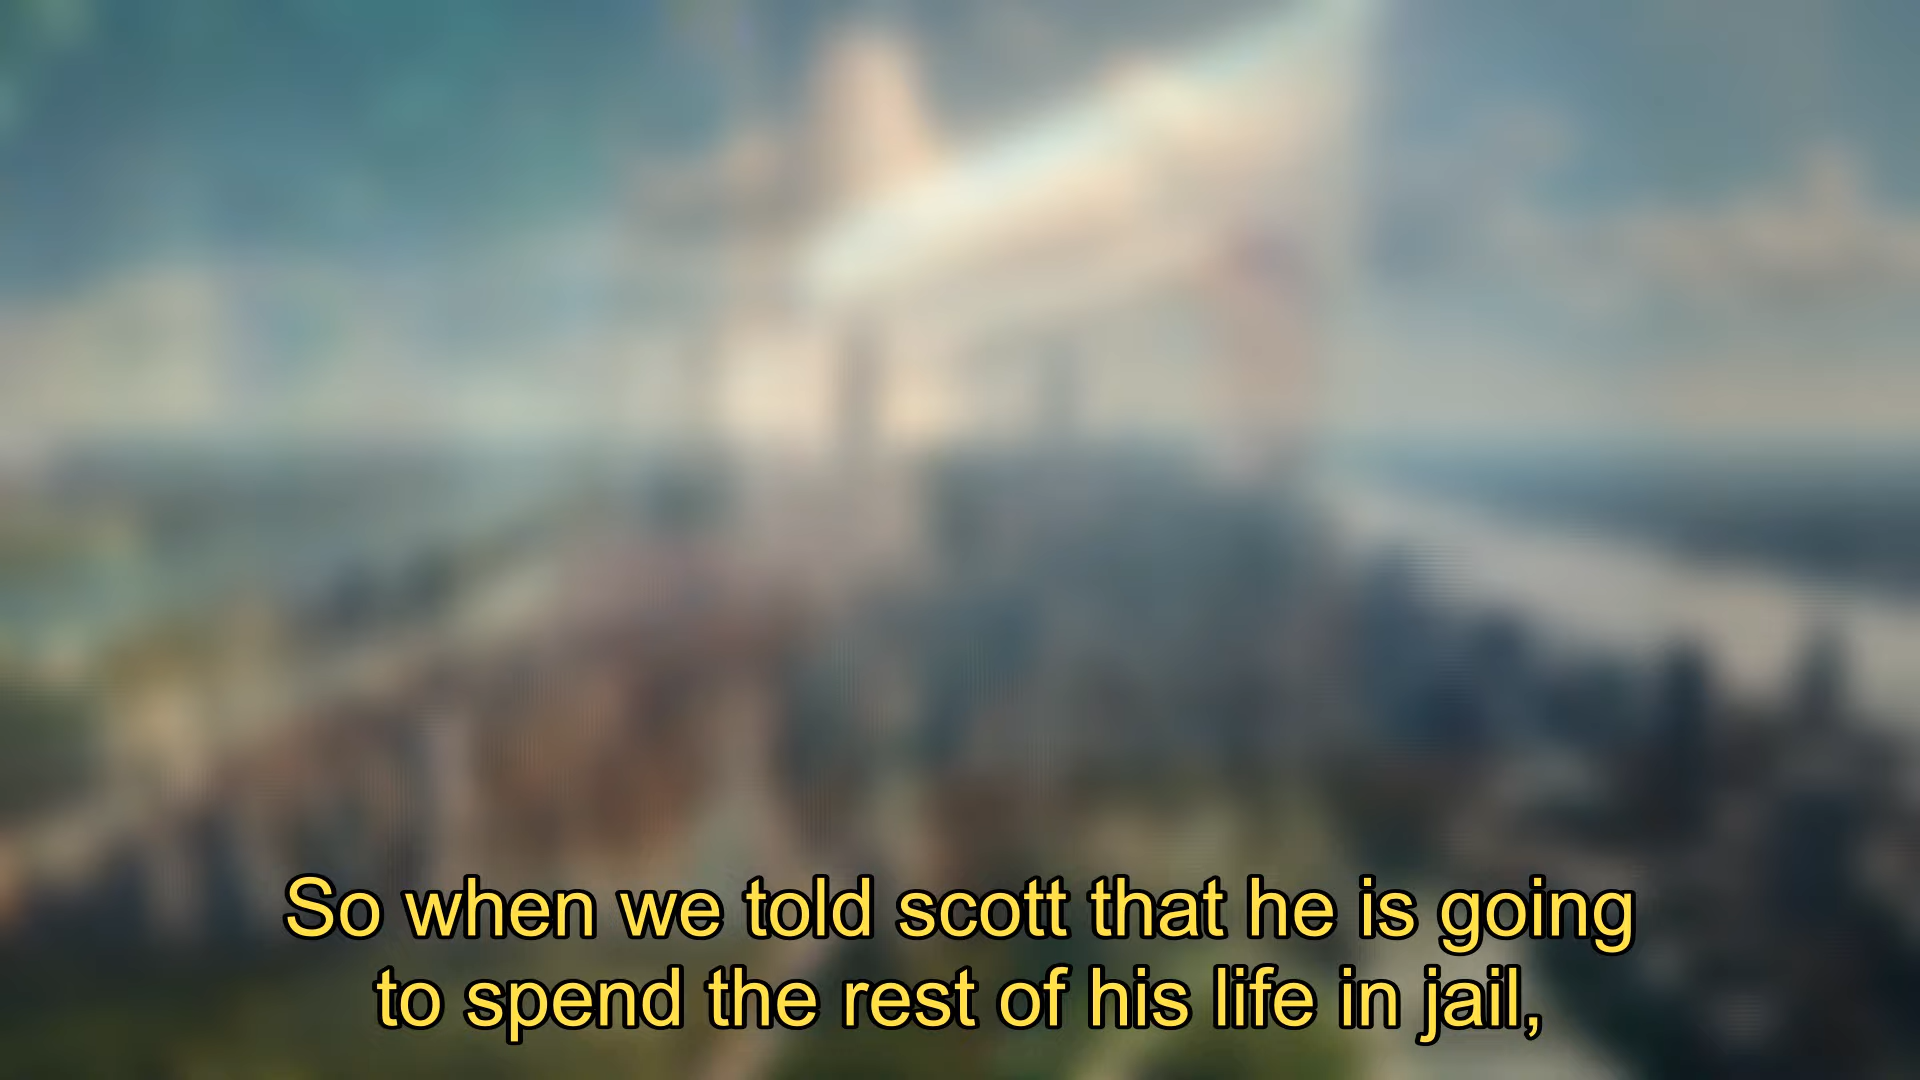 So when we told scott that he is going
to spend the rest of his life in jail,